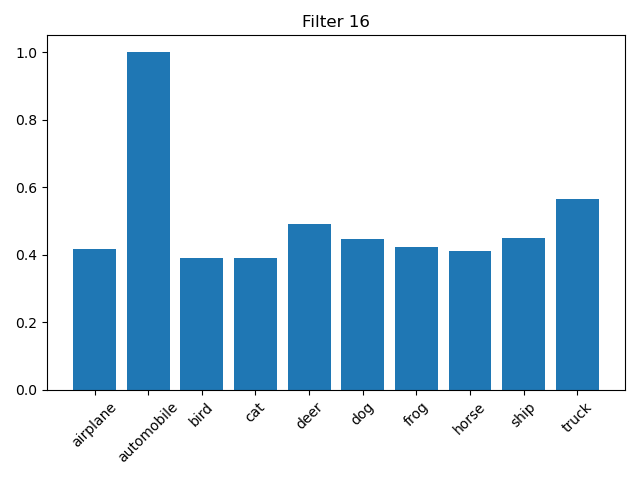 Filter 16
1.0
0.8
0.6
0.4
0.2
0.0
airplane
automobile
bird
cat
deer
dog
frog
horse
ship
truck